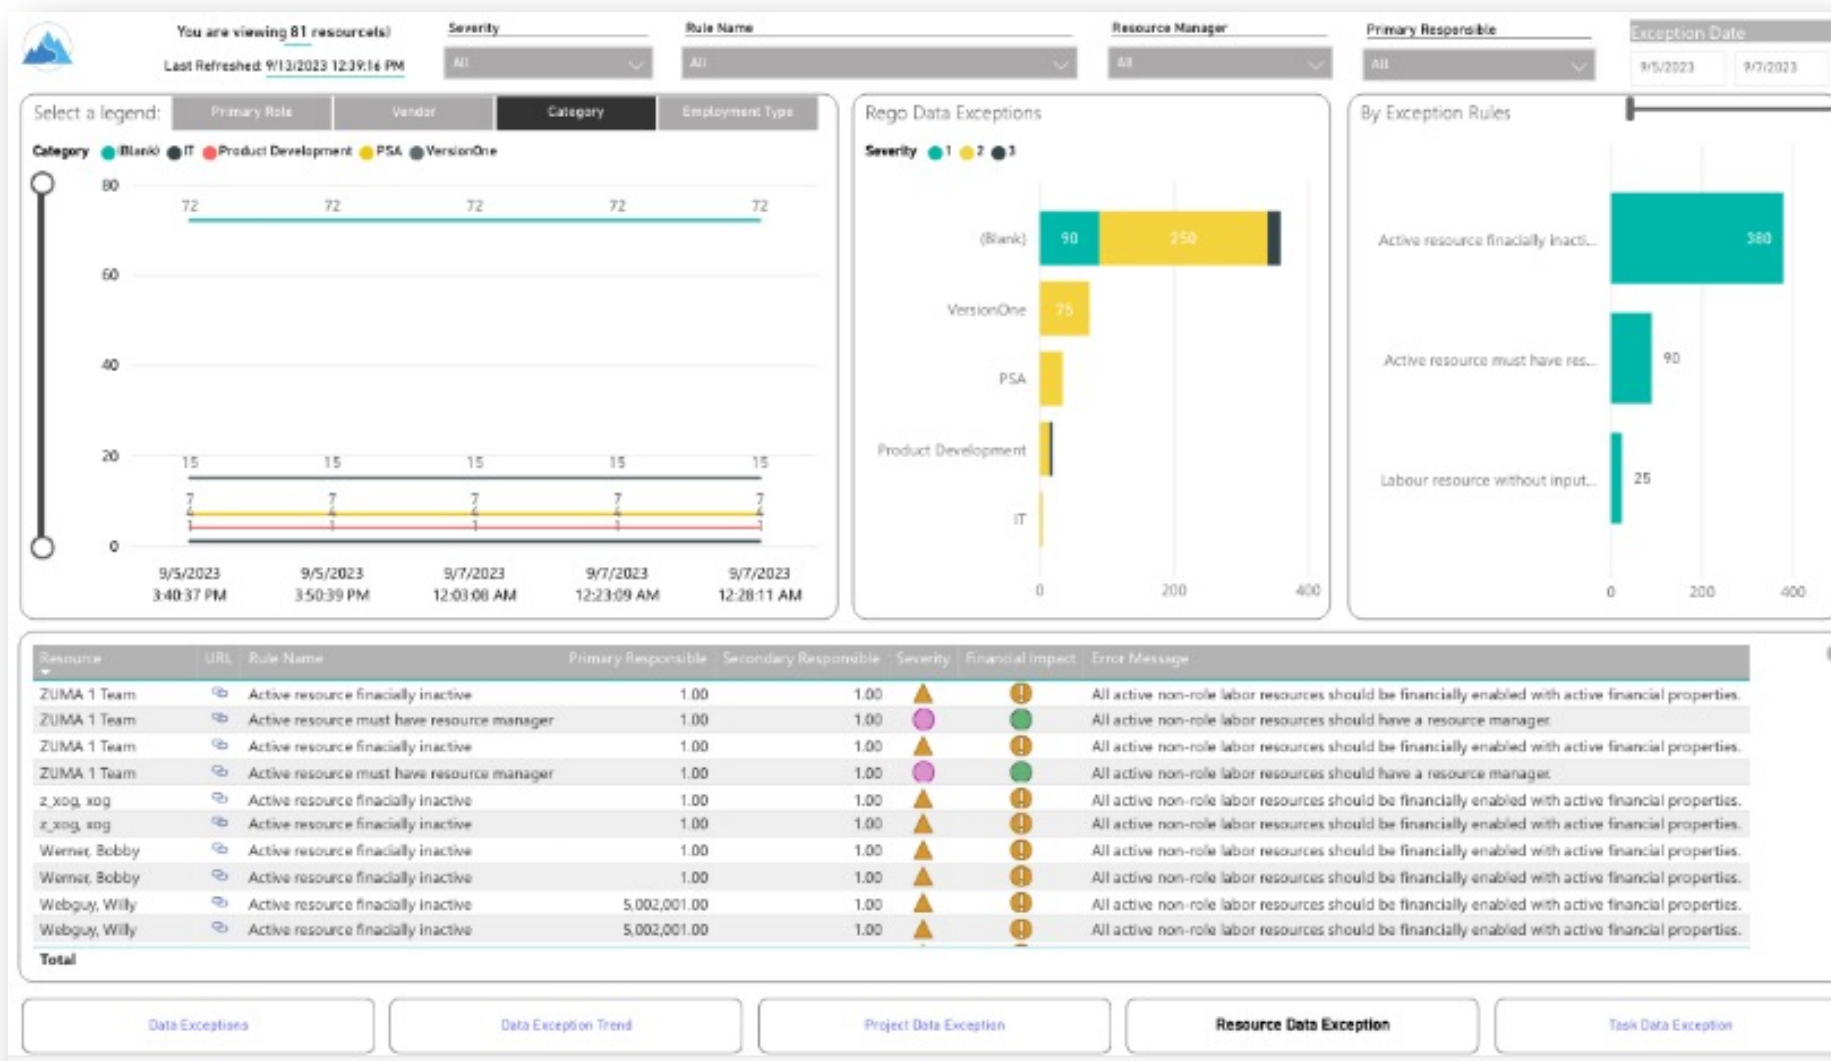 You are viewing 81 resource(s)
Last Refreshed: 9/13/2023 12:39:16 PM
Severity
All
Rule Name
All
Resource Manager
All
Primary Responsible
All
Exception Date
9/5/2023 9/7/2023
Select a legend: Primary Role Vendor Category Employment Type
Category (Blank) IT Product Development PSA VersionOne
80
72 72 72 72 72
60
40
20
15 15 15 15 15
7 7 7 7 7
4 4 4 4 4
1 1 1 1 1
0
9/5/2023 9/5/2023 9/7/2023 9/7/2023 9/7/2023
3:40:37 PM 3:50:39 PM 12:03:08 AM 12:23:09 AM 12:28:11 AM
Rego Data Exceptions
Severity 1 2 3
(Blank) 90 250
VersionOne 75
PSA
Product Development
IT
0 200 400
By Exception Rules
Active resource finacially inacti... 380
Active resource must have res... 90
Labour resource without input... 25
0 200 400
Resource URL Rule Name Primary Responsible Secondary Responsible Severity Financial Impact Error Message
ZUMA 1 Team Active resource finacially inactive 1.00 1.00 All active non-role labor resources should be financially enabled with active financial properties.
ZUMA 1 Team Active resource must have resource manager 1.00 1.00 All active non-role labor resources should have a resource manager.
ZUMA 1 Team Active resource finacially inactive 1.00 1.00 All active non-role labor resources should be financially enabled with active financial properties.
ZUMA 1 Team Active resource must have resource manager 1.00 1.00 All active non-role labor resources should have a resource manager.
z_xog, xog Active resource finacially inactive 1.00 1.00 All active non-role labor resources should be financially enabled with active financial properties.
z_xog, xog Active resource finacially inactive 1.00 1.00 All active non-role labor resources should be financially enabled with active financial properties.
Werner, Bobby Active resource finacially inactive 1.00 1.00 All active non-role labor resources should be financially enabled with active financial properties.
Werner, Bobby Active resource finacially inactive 1.00 1.00 All active non-role labor resources should be financially enabled with active financial properties.
Webguy, Willy Active resource finacially inactive 5,002,001.00 1.00 All active non-role labor resources should be financially enabled with active financial properties.
Webguy, Willy Active resource finacially inactive 5,002,001.00 1.00 All active non-role labor resources should be financially enabled with active financial properties.
Total
Data Exceptions Data Exception Trend Project Data Exception Resource Data Exception Task Data Exception